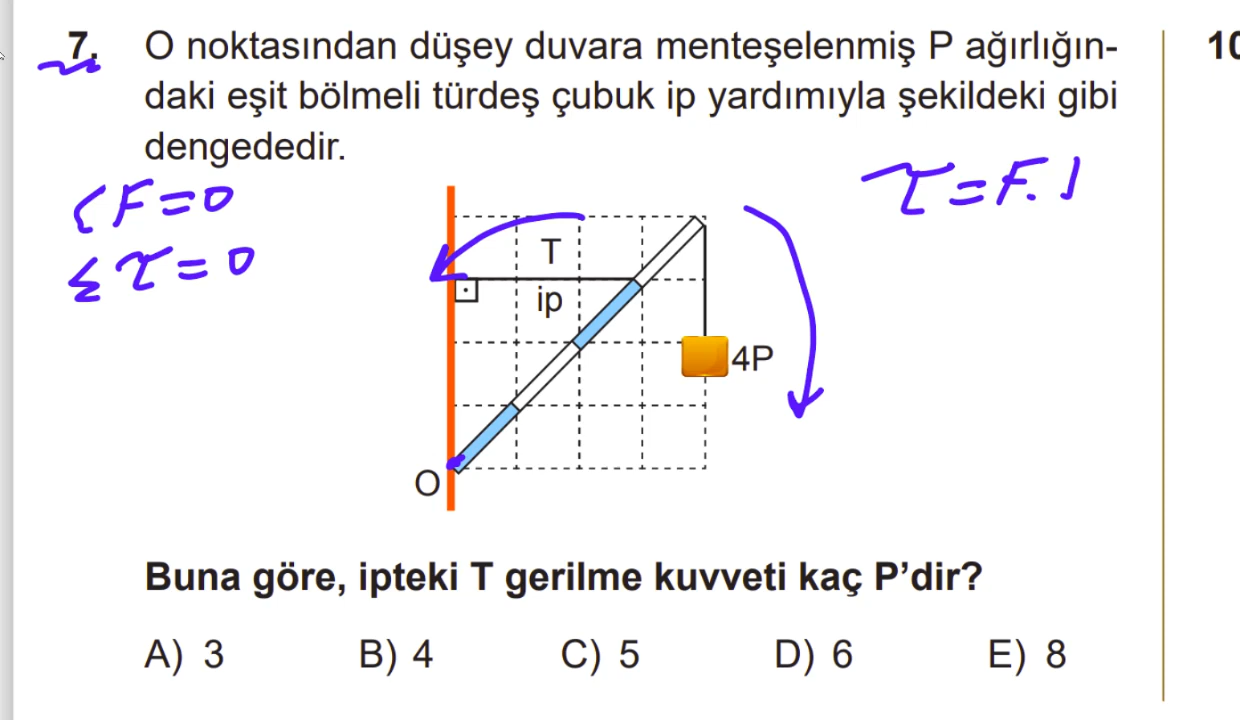 7. O noktasından düşey duvara menteşelenmiş P ağırlığın-
daki eşit bölmeli türdeş çubuk ip yardımıyla şekildeki gibi
dengededir.
ΣF=0
Στ=0
τ=F.l
T
ip
4P
O
Buna göre, ipteki T gerilme kuvveti kaç P'dir?
A) 3 B) 4 C) 5 D) 6 E) 8
10